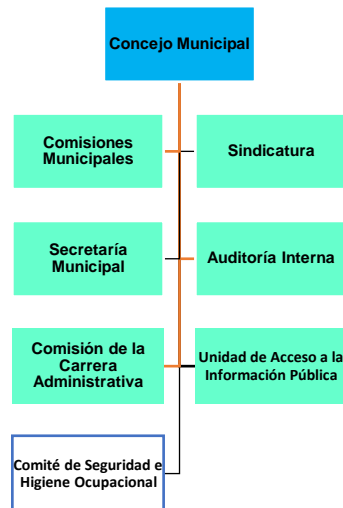 Concejo Municipal
Comisiones
Municipales
Sindicatura
Secretaría
Municipal
Auditoría Interna
Comisión de la
Carrera
Administrativa
Unidad de Acceso a la
Información Pública
Comité de Seguridad e
Higiene Ocupacional